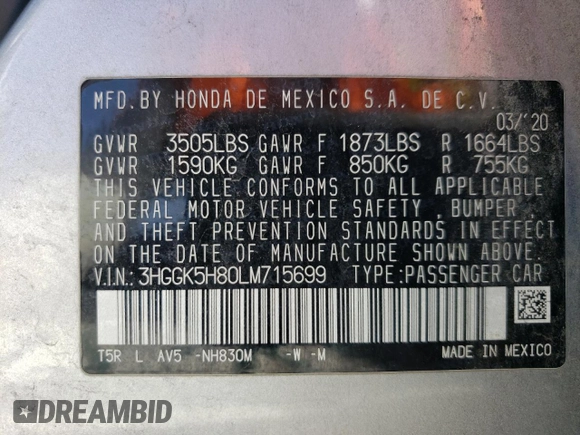 MFD. BY HONDA DE MEXICO S.A. DE C.V.
03/'20
GVWR 3505LBS GAWR F 1873LBS R 1664LBS
GVWR 1590KG GAWR F 850KG R 755KG
THIS VEHICLE CONFORMS TO ALL APPLICABLE
FEDERAL MOTOR VEHICLE SAFETY , BUMPER ,
AND THEFT PREVENTION STANDARDS IN EFFECT
ON THE DATE OF MANUFACTURE SHOWN ABOVE.
V.I.N.: 3HGGK5H80LM715699 TYPE: PASSENGER CAR
T5R L AV5 -NH830M -W -M MADE IN MEXICO
DREAMBID